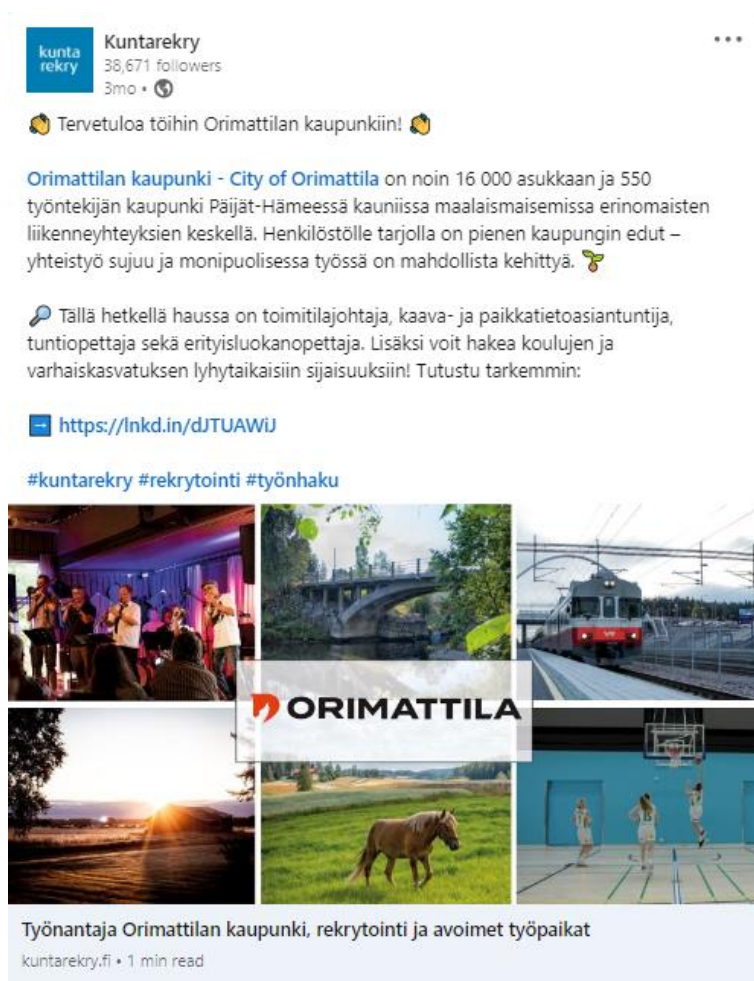 kunta
rekry
Kuntarekry
38,671 followers
3mo •
👏 Tervetuloa töihin Orimattilan kaupunkiin! 👏
Orimattilan kaupunki - City of Orimattila on noin 16 000 asukkaan ja 550
työntekijän kaupunki Päijät-Hämeessä kauniissa maalaismaisemissa erinomaisten
liikenneyhteyksien keskellä. Henkilöstölle tarjolla on pienen kaupungin edut –
yhteistyö sujuu ja monipuolisessa työssä on mahdollista kehittyä. 🌱
🔎 Tällä hetkellä haussa on toimitilajohtaja, kaava- ja paikkatietoasiantuntija,
tuntiopettaja sekä erityisluokanopettaja. Lisäksi voit hakea koulujen ja
varhaiskasvatuksen lyhytaikaisiin sijaisuuksiin! Tutustu tarkemmin:
➡ https://lnkd.in/dJTUAWiJ
#kuntarekry #rekrytointi #työnhaku
ORIMATTILA
Työnantaja Orimattilan kaupunki, rekrytointi ja avoimet työpaikat
kuntarekry.fi • 1 min read